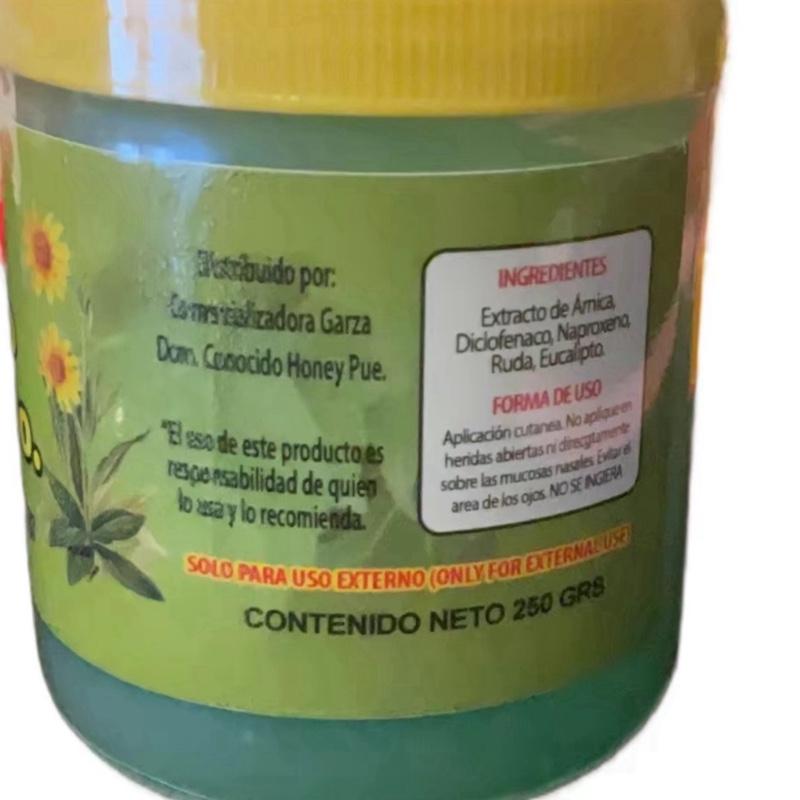 Distribuido por:
Comercializadora Garza
Dom. Conocido Honey Pue.
"El uso de este producto es
responsabilidad de quien
lo usa y lo recomienda.
INGREDIENTES
Extracto de Árnica,
Diclofenaco, Naproxeno,
Ruda, Eucalipto.
FORMA DE USO
Aplicación cutanea. No aplique en
heridas abiertas ni direcgtamente
sobre las mucosas nasales. Evitar el
area de los ojos. NO SE INGIERA
SOLO PARA USO EXTERNO (ONLY FOR EXTERNAL USE)
CONTENIDO NETO 250 GRS